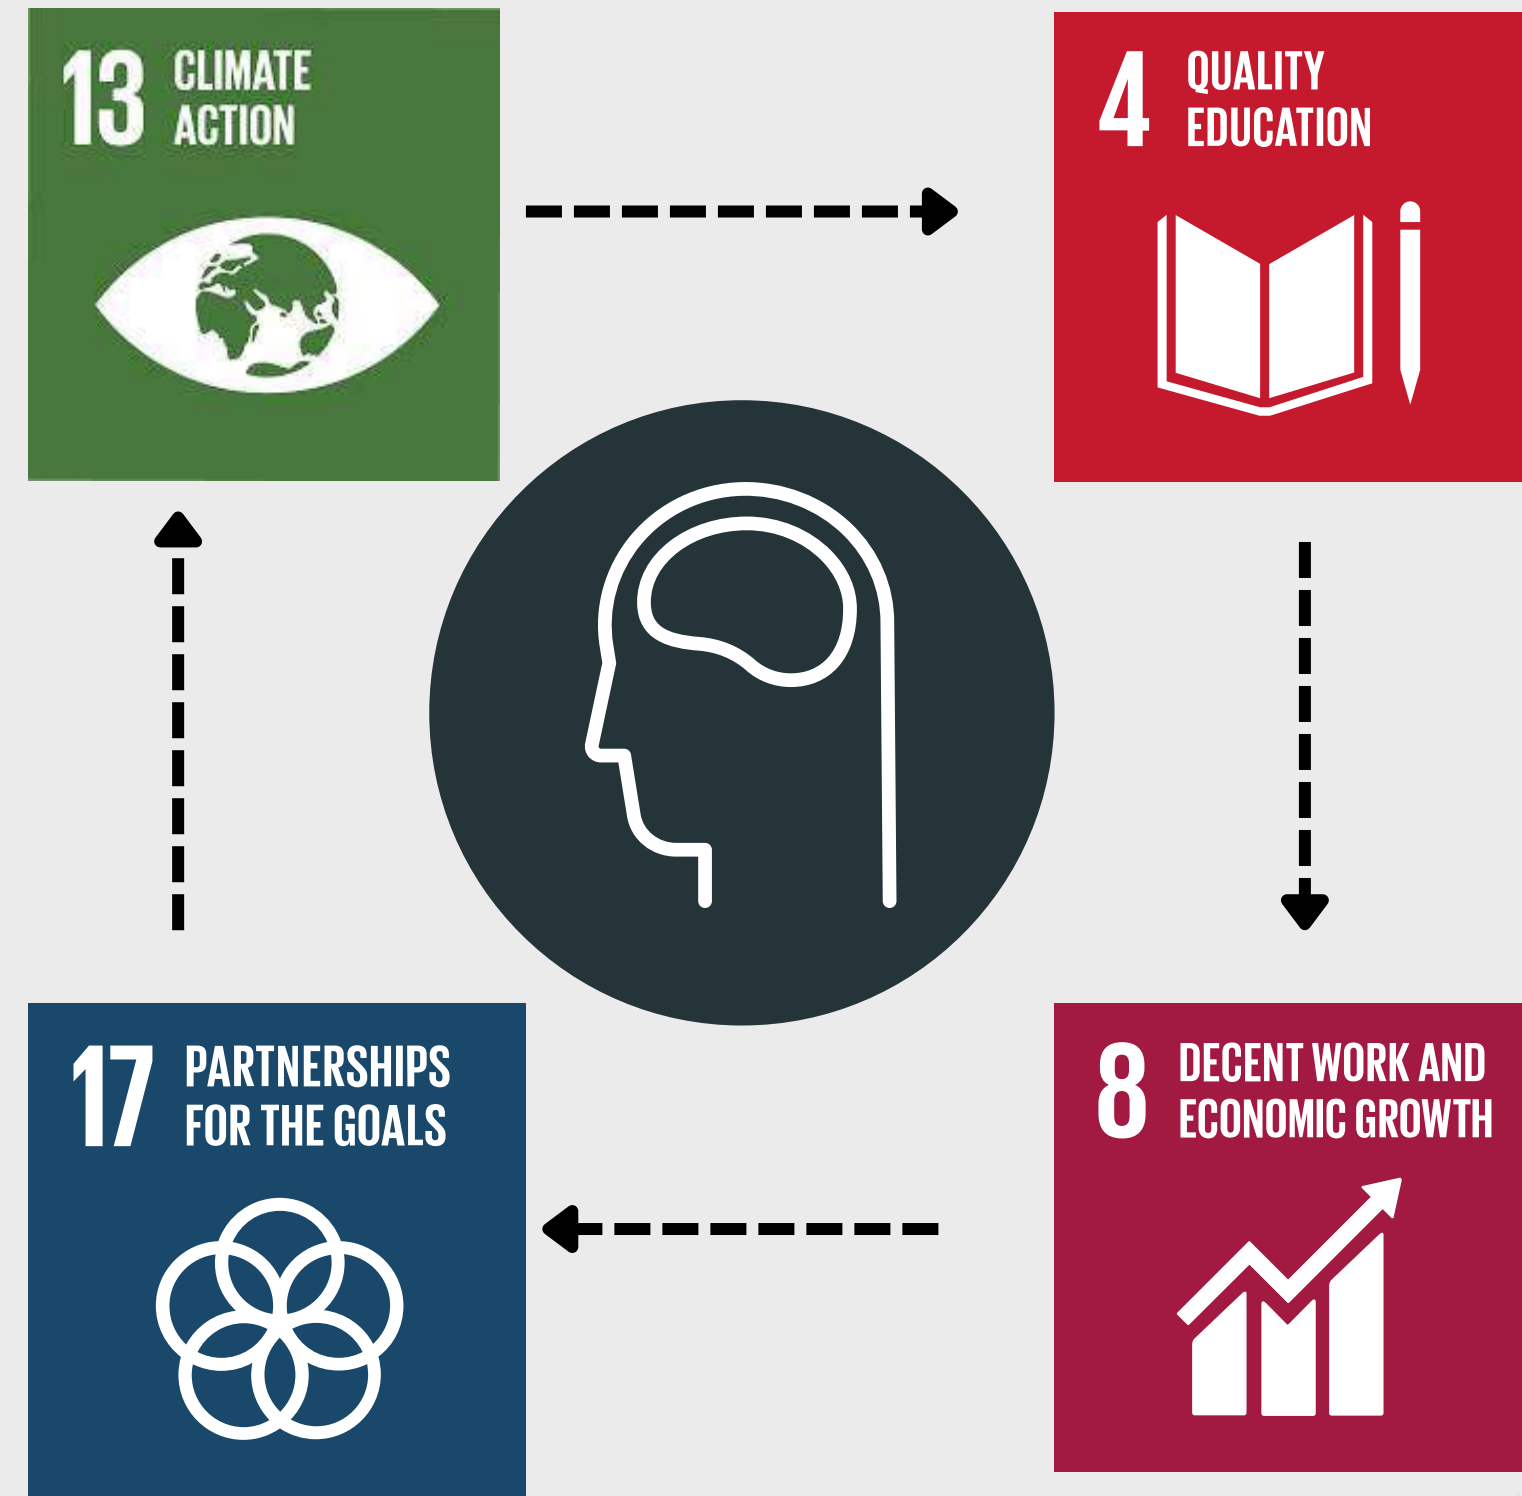 13 CLIMATE
ACTION
4 QUALITY
EDUCATION
17 PARTNERSHIPS
FOR THE GOALS
8 DECENT WORK AND
ECONOMIC GROWTH